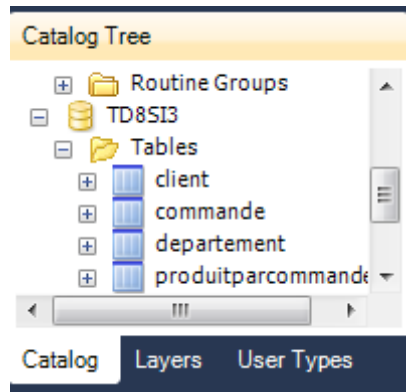 Catalog Tree
Routine Groups
TD8SI3
Tables
client
commande
departement
produitparcommande
Catalog Layers User Types